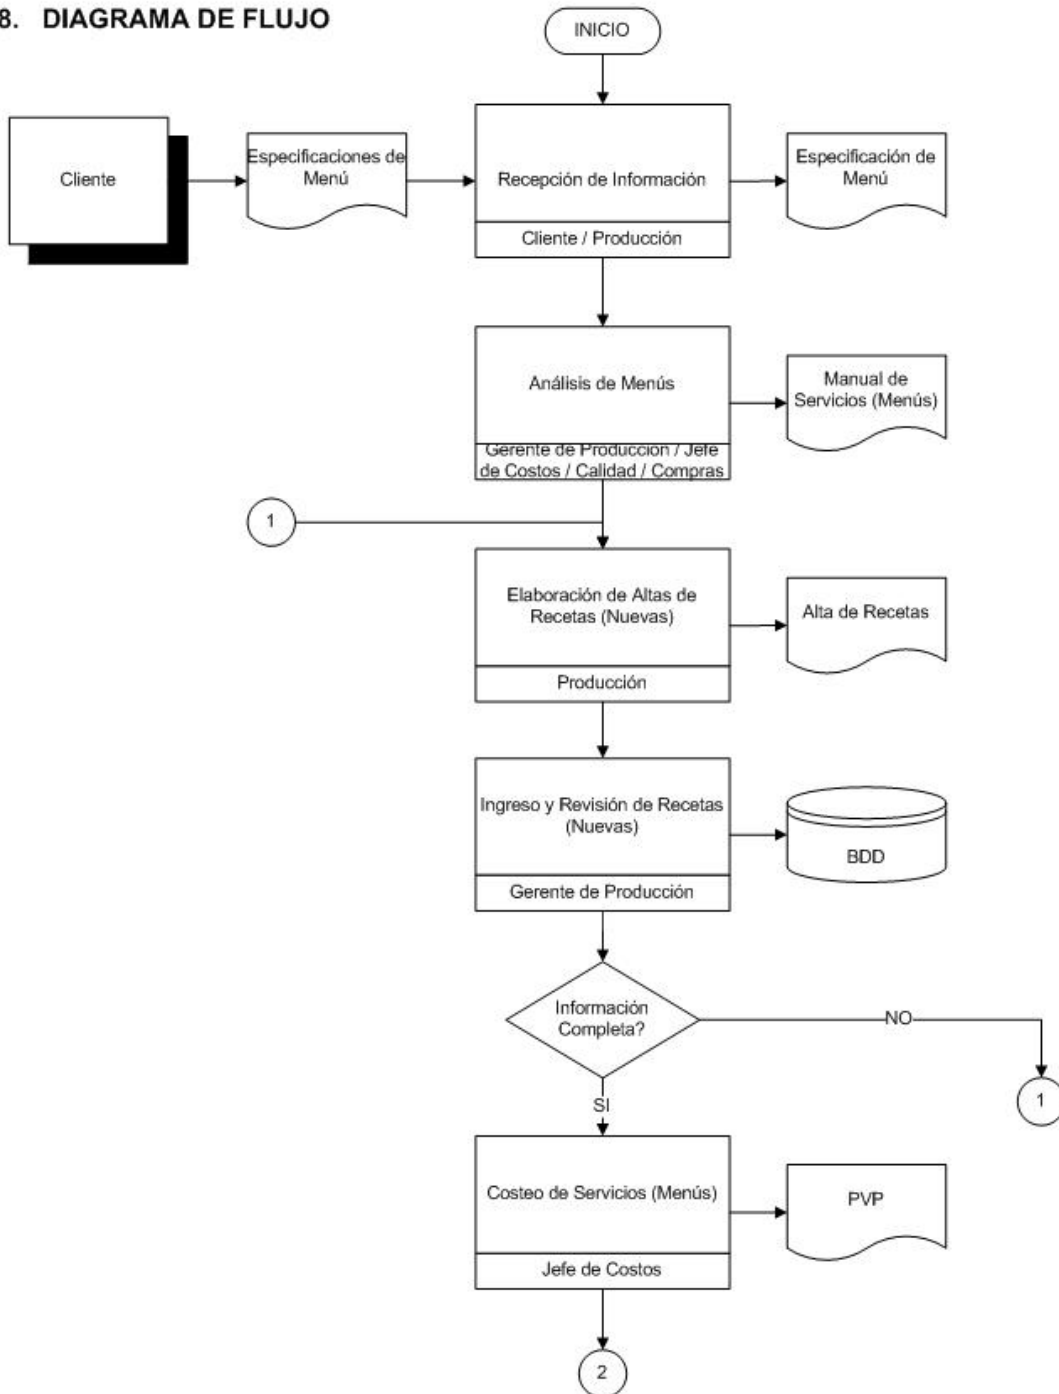 8. DIAGRAMA DE FLUJO
INICIO
Cliente
Especificaciones de
Menú
Recepción de Información
Cliente / Producción
Especificación de
Menú
Análisis de Menús
Gerente de Producción / Jefe
de Costos / Calidad / Compras
Manual de
Servicios (Menús)
1
Elaboración de Altas de
Recetas (Nuevas)
Producción
Alta de Recetas
Ingreso y Revisión de Recetas
(Nuevas)
Gerente de Producción
BDD
Información
Completa?
NO
1
SI
Costeo de Servicios (Menús)
Jefe de Costos
PVP
2